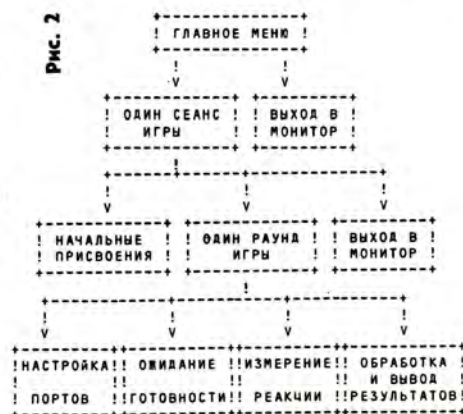 Рис. 2
ГЛАВНОЕ МЕНЮ
ОДИН СЕАНС ВЫХОД В
ИГРЫ МОНИТОР
НАЧАЛЬНЫЕ ОДИН РАУНД ВЫХОД В
ПРИСВОЕНИЯ ИГРЫ МОНИТОР
НАСТРОЙКА ОЖИДАНИЕ ИЗМЕРЕНИЕ ОБРАБОТКА
И ВЫВОД
ПОРТОВ ГОТОВНОСТИ РЕАКЦИИ РЕЗУЛЬТАТОВ